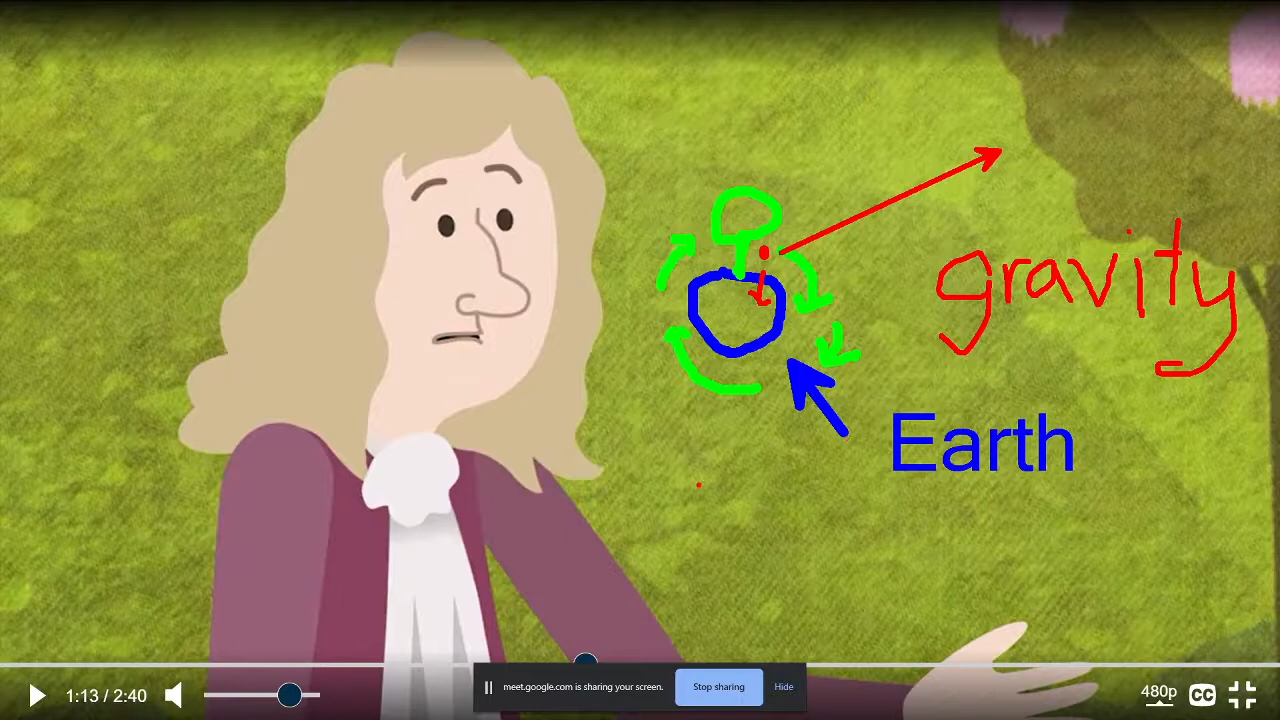 gravity
Earth
meet.google.com is sharing your screen.
Stop sharing
Hide
1:13 / 2:40
480p
CC